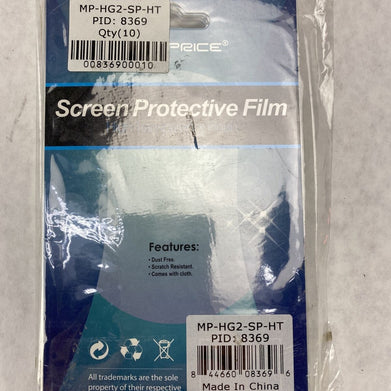 MP-HG2-SP-HT
PID: 8369
Qty(10)
00836900010
PRICE®
Screen Protective Film
Features:
• Dust Free.
• Scratch Resistant.
• Comes with cloth.
MP-HG2-SP-HT
PID: 8369
8 44660 08369 6
Made In China
All trademarks are the sole
property of their respective